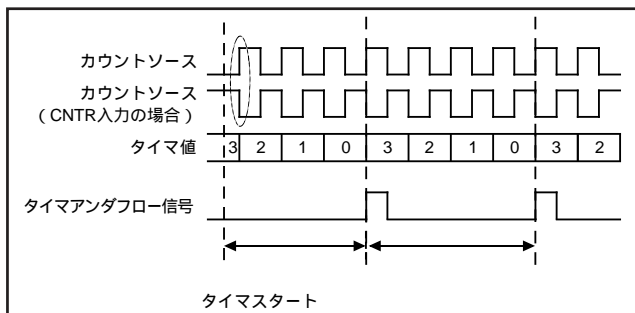 カウントソース
カウントソース
(CNTR入力の場合)
タイマ値 3 2 1 0 3 2 1 0 3 2
タイマアンダフロー信号
タイマスタート